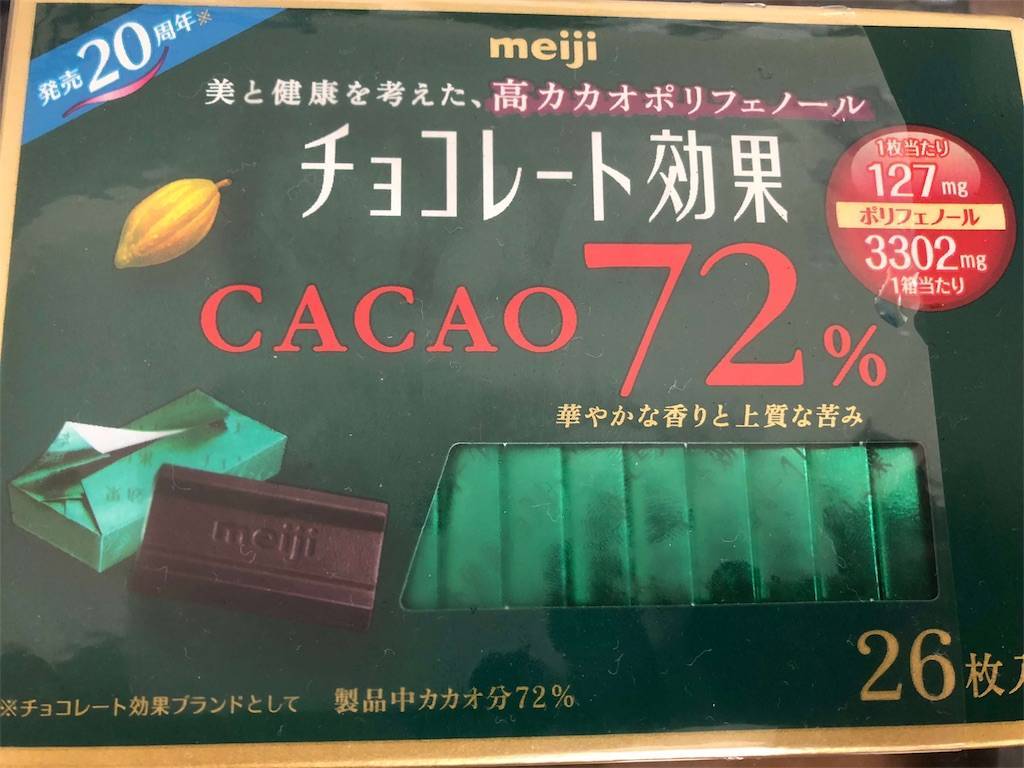 発売20周年※
meiji
美と健康を考えた、高カカオポリフェノール
チョコレート効果
CACAO 72%
1枚当たり
127mg
ポリフェノール
3302mg
1箱当たり
華やかな香りと上質な苦み
meiji
26枚入
※チョコレート効果ブランドとして
製品中カカオ分72%